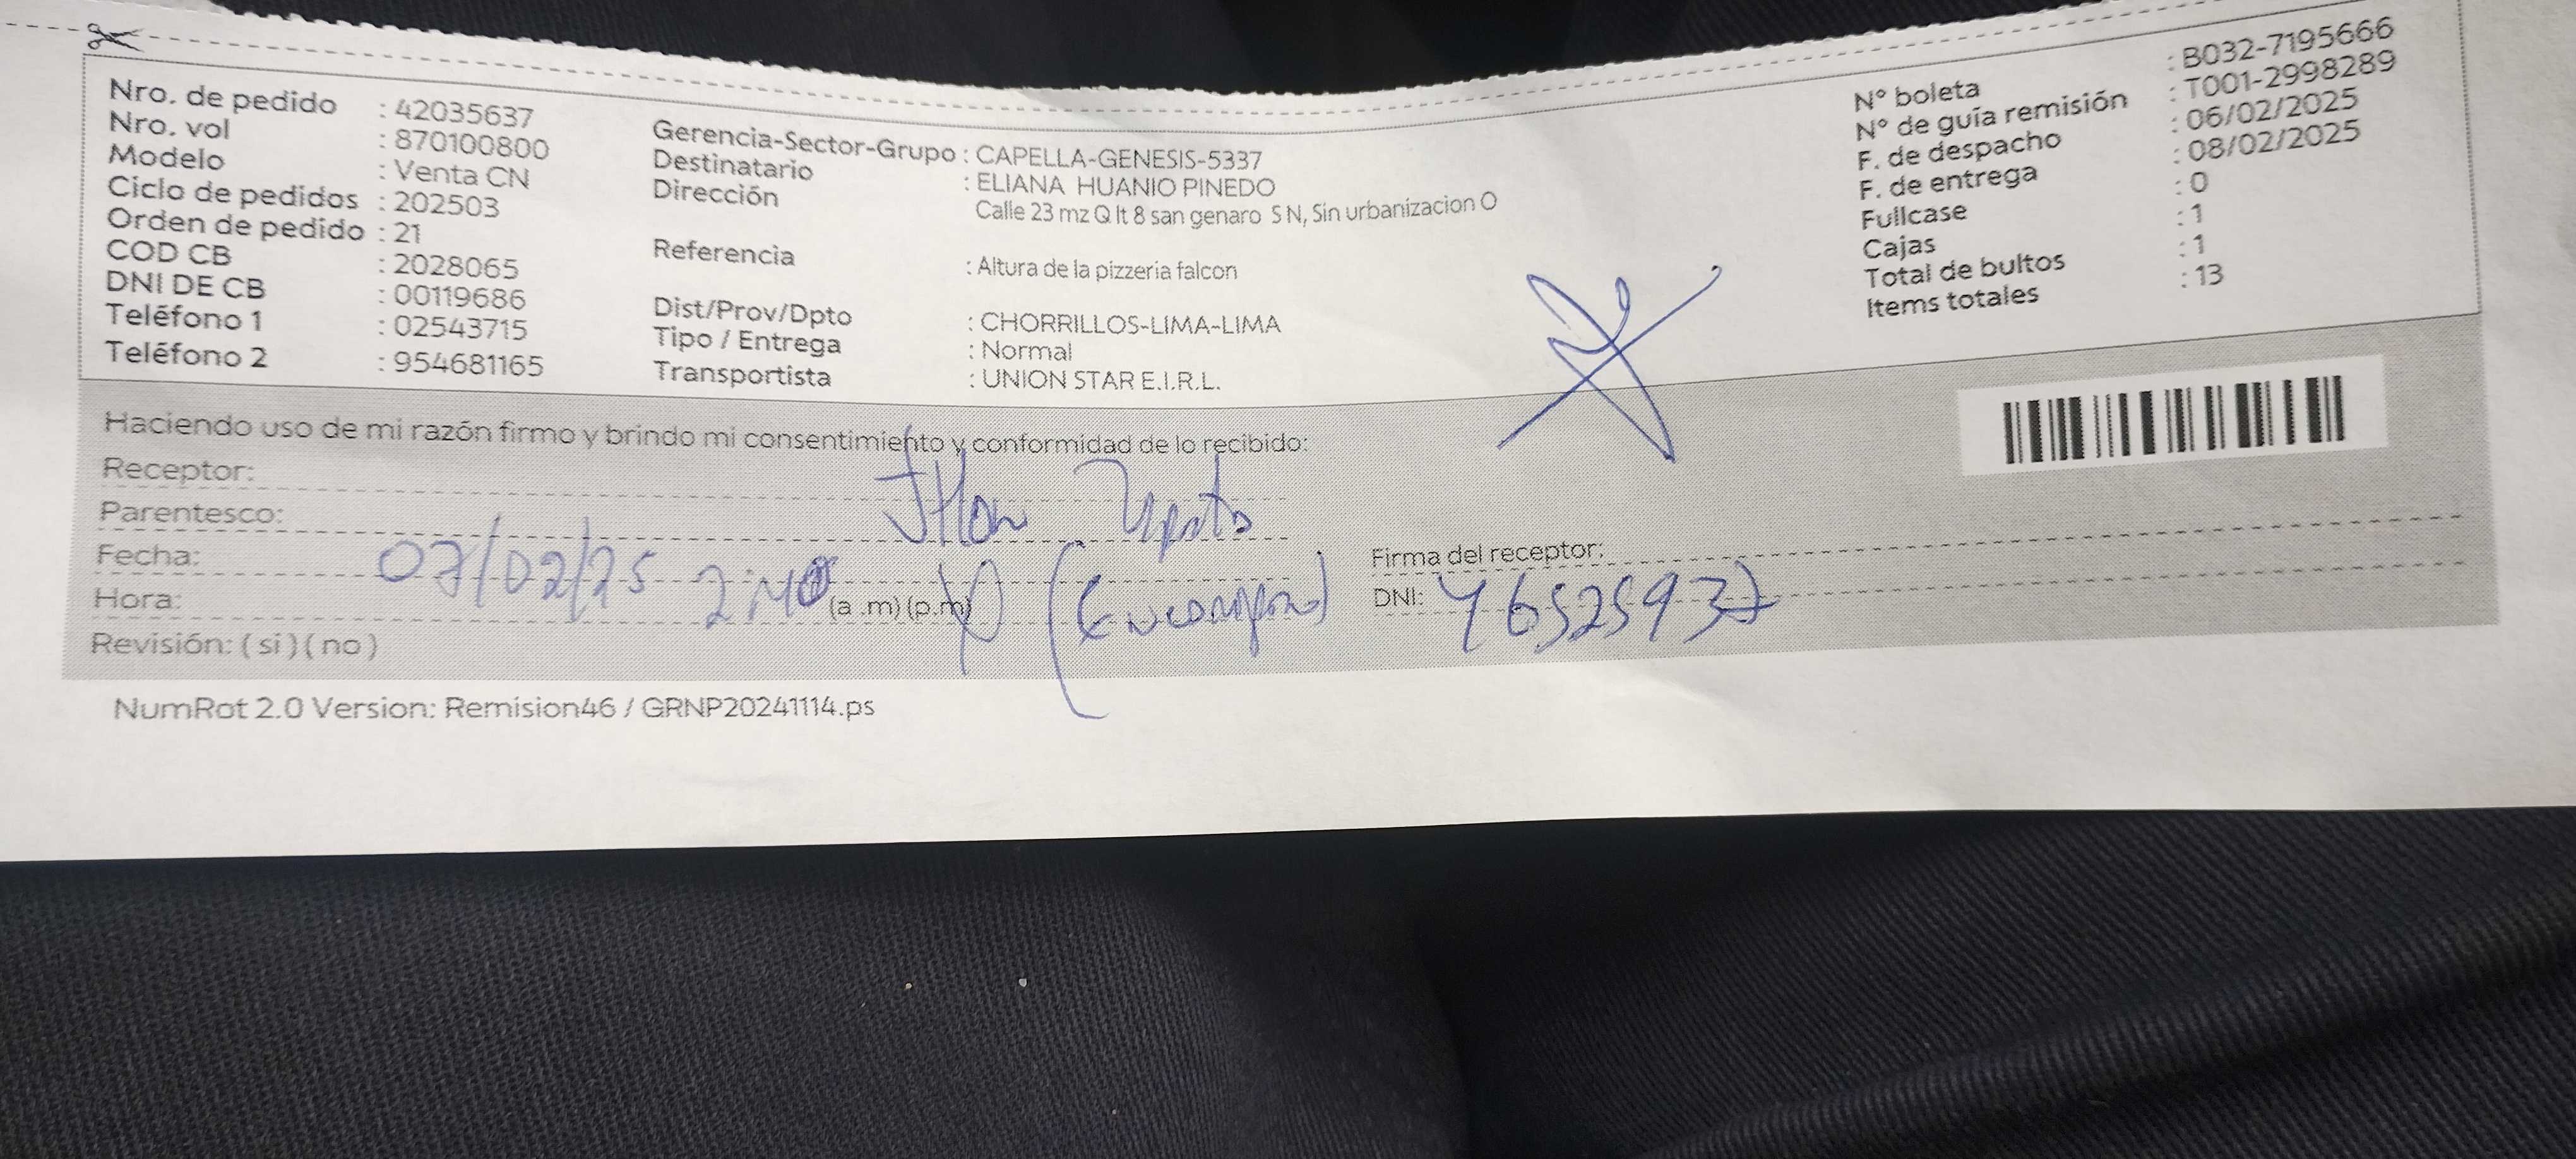 Nro. de pedido : 42035637
Nro. vol : 870100800
Modelo : Venta CN
Ciclo de pedidos : 202503
Orden de pedido : 21
COD CB : 2028065
DNI DE CB : 00119686
Teléfono 1 : 02543715
Teléfono 2 : 954681165
Gerencia-Sector-Grupo : CAPELLA-GENESIS-5337
Destinatario : ELIANA HUANIO PINEDO
Dirección : Calle 23 mz Q lt 8 san genaro S N, Sin urbanizacion O
Referencia : Altura de la pizzeria falcon
Dist/Prov/Dpto : CHORRILLOS-LIMA-LIMA
Tipo / Entrega : Normal
Transportista : UNION STAR E.I.R.L.
N° boleta : B032-7195666
N° de guía remisión : T001-2998289
F. de despacho : 06/02/2025
F. de entrega : 08/02/2025
Fullcase : 0
Cajas : 1
Total de bultos : 1
Items totales : 13
Haciendo uso de mi razón firmo y brindo mi consentimiento y conformidad de lo recibido:
Receptor:
Parentesco:
Fecha: 07/02/25
Hora: (a .m) (p.m)
Revisión: ( si ) ( no )
Firma del receptor:
DNI: 46525937
NumRot 2.0 Version: Remision46 / GRNP20241114.ps